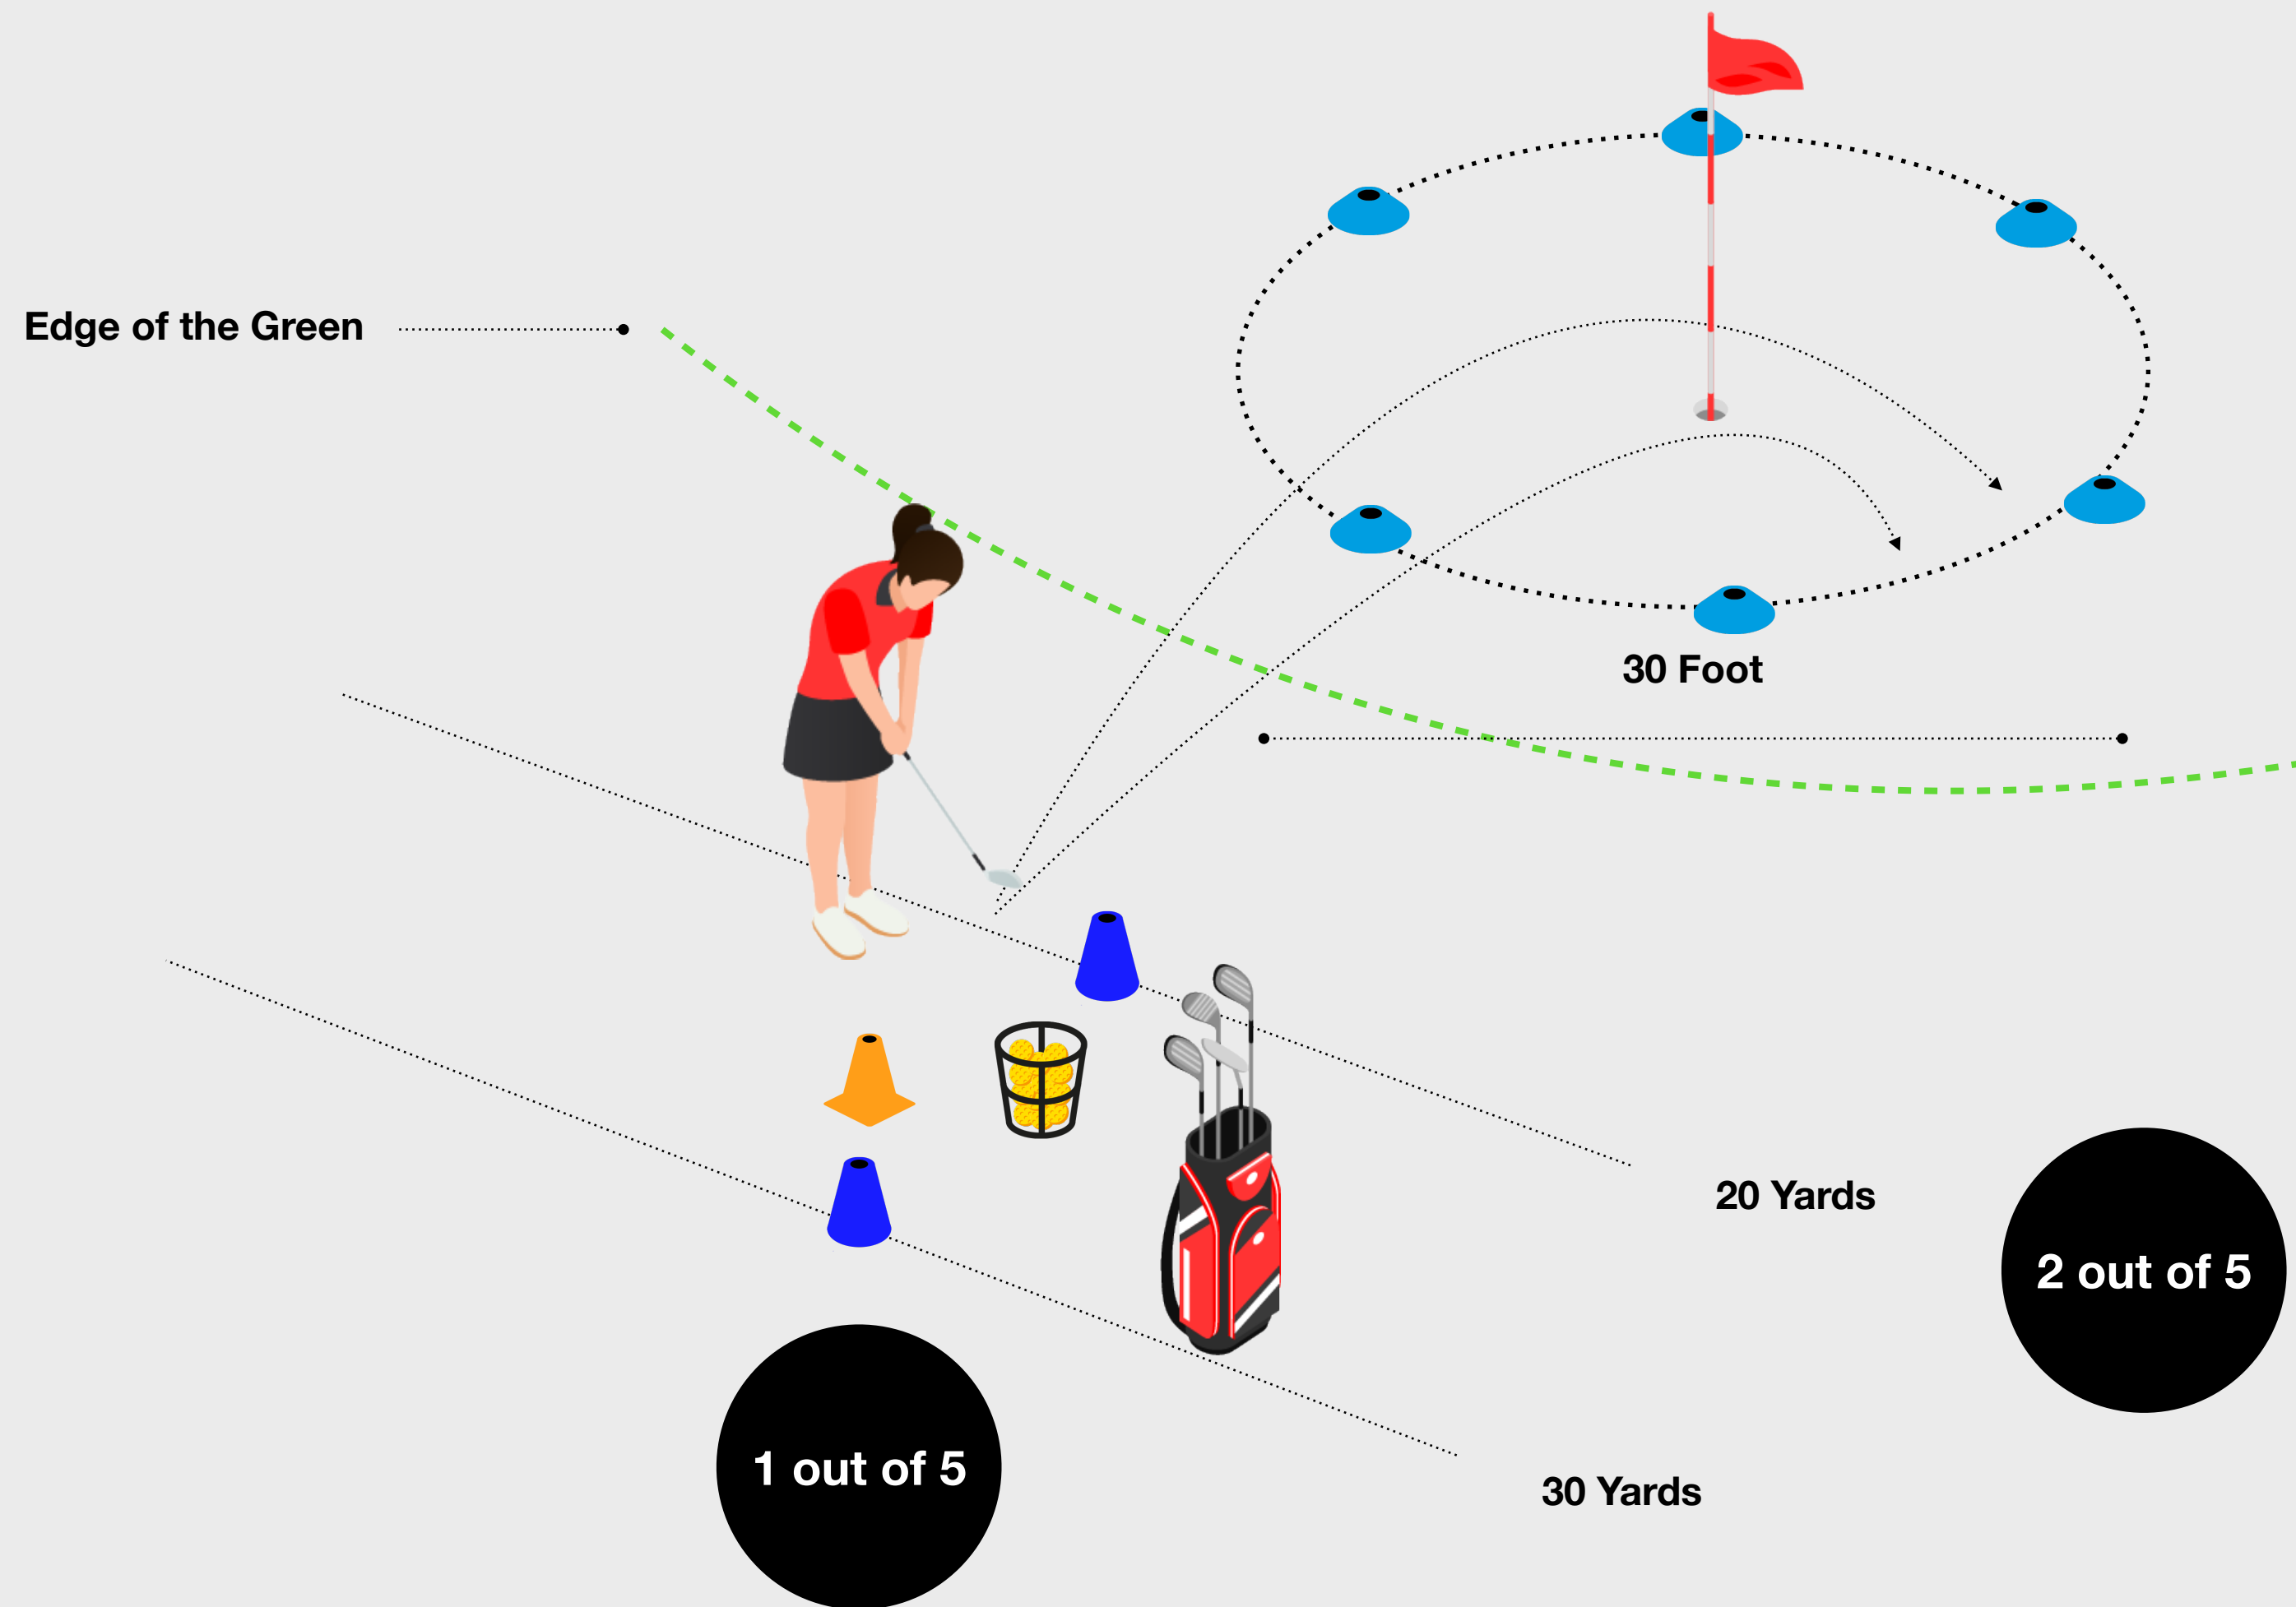 Edge of the Green
30 Foot
20 Yards
2 out of 5
1 out of 5
30 Yards